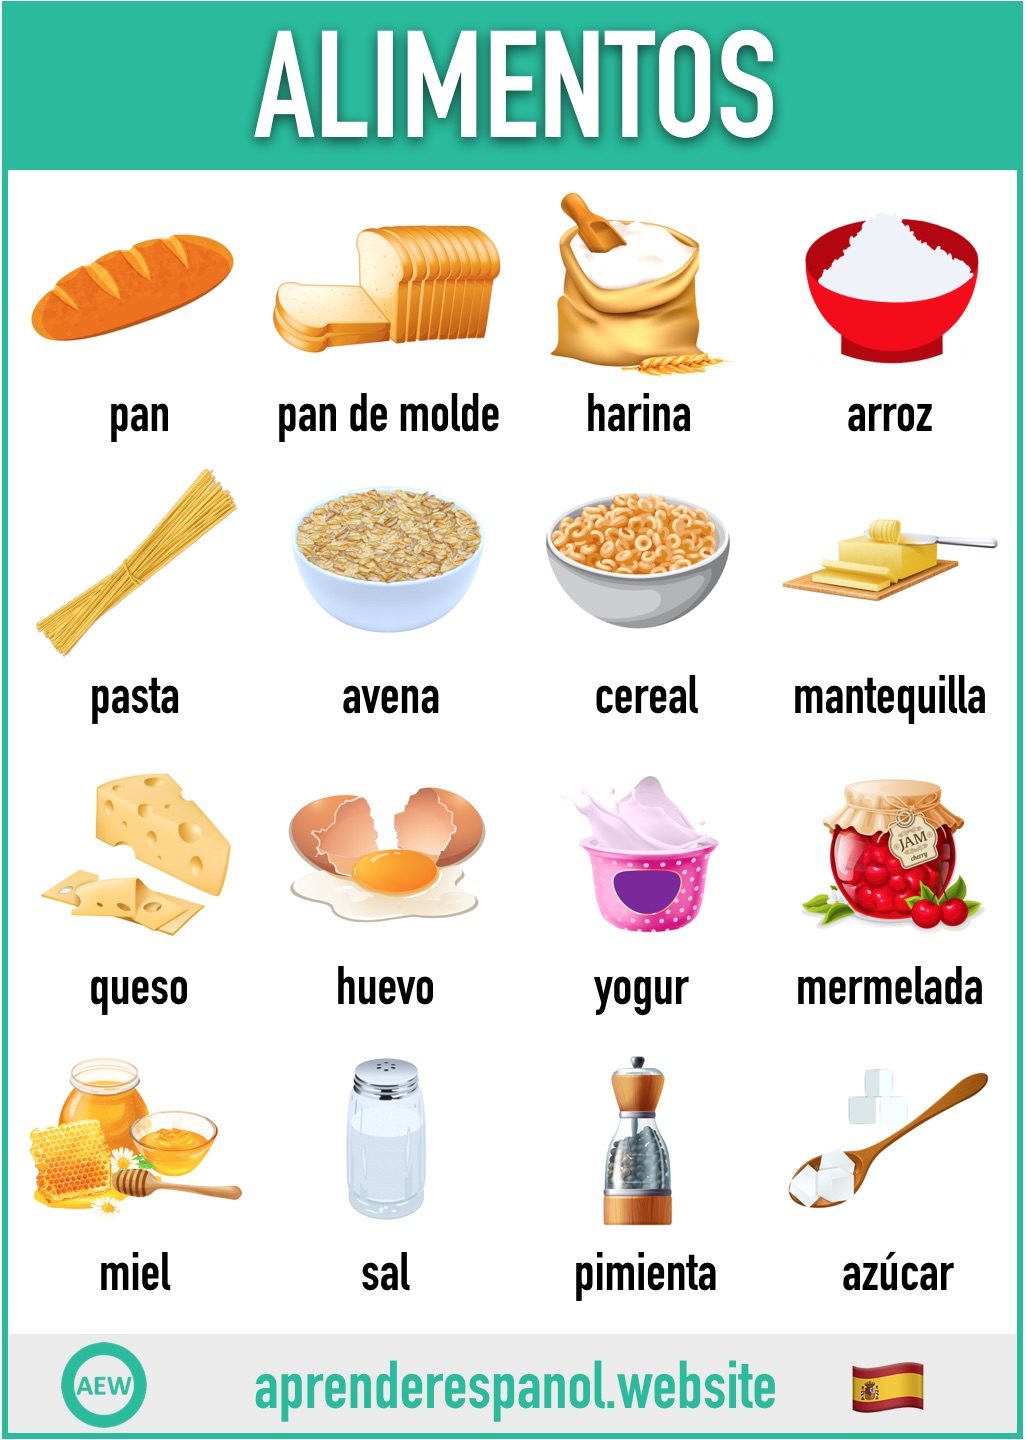 ALIMENTOS
pan
pan de molde
harina
arroz
pasta
avena
cereal
mantequilla
queso
huevo
yogur
JAM
cherry
mermelada
miel
sal
pimienta
azúcar
AEW
aprenderespanol.website